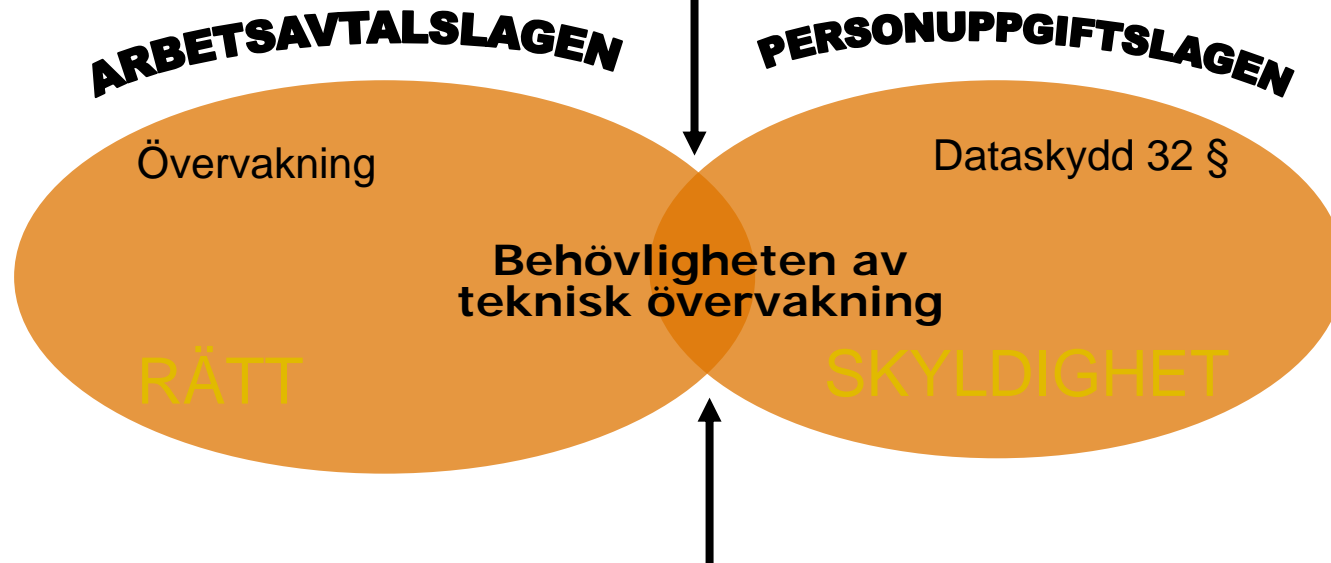 ARBETSAVTALSLAGEN
PERSONUPPGIFTSLAGEN
Övervakning
Dataskydd 32 §
Behövligheten av
teknisk övervakning
RÄTT
SKYLDIGHET